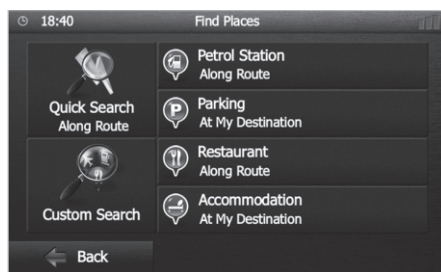 18:40
Find Places
Quick Search
Along Route
Custom Search
Petrol Station
Along Route
P
Parking
At My Destination
Restaurant
Along Route
Accommodation
At My Destination
Back